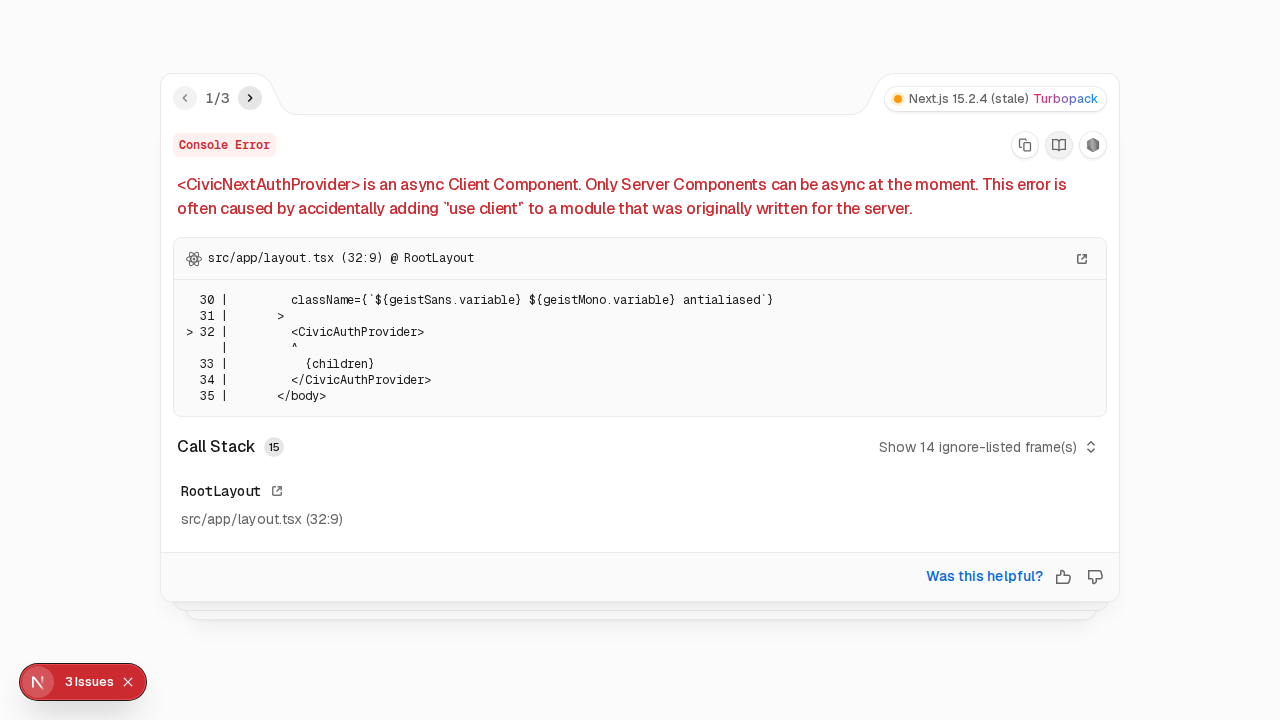 1/3
Next.js 15.2.4 (stale) Turbopack
Console Error
<CivicNextAuthProvider> is an async Client Component. Only Server Components can be async at the moment. This error is
often caused by accidentally adding `'use client'` to a module that was originally written for the server.
src/app/layout.tsx (32:9) @ RootLayout
  30 |         className={`${geistSans.variable} ${geistMono.variable} antialiased`}
  31 |       >
> 32 |         <CivicAuthProvider>
     |         ^
  33 |           {children}
  34 |         </CivicAuthProvider>
  35 |       </body>
Call Stack 15
Show 14 ignore-listed frame(s)
RootLayout
src/app/layout.tsx (32:9)
Was this helpful?
N 3 Issues